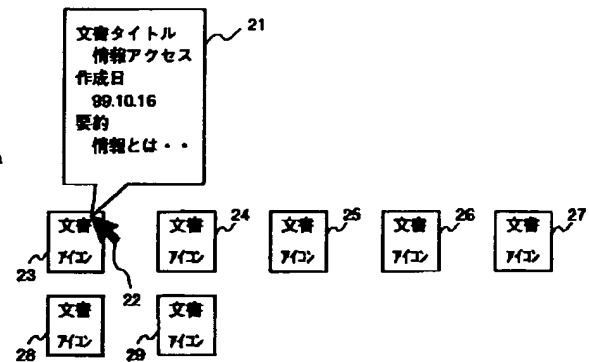 文書タイトル
情報アクセス
作成日
99.10.16
要約
情報とは・・
21
文書
アイコン
23
22
文書
アイコン
24
文書
アイコン
25
文書
アイコン
26
文書
アイコン
27
文書
アイコン
28
文書
アイコン
29